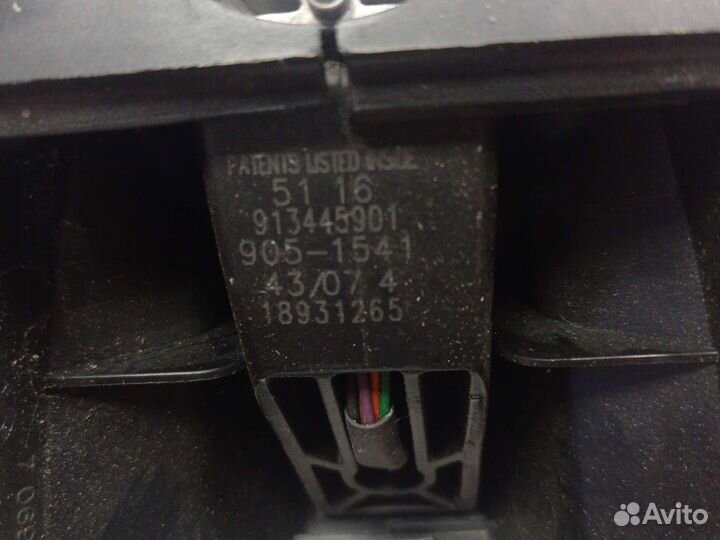 PATENTS LISTED INSIDE
51 16
913445901
905-1541
43/07 4
18931265
Avito